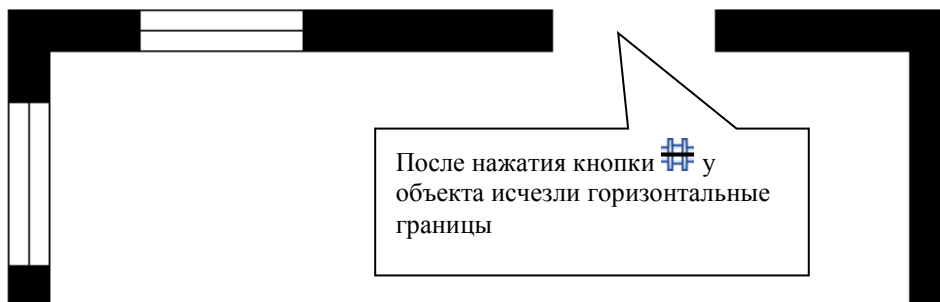 После нажатия кнопки у
объекта исчезли горизонтальные
границы